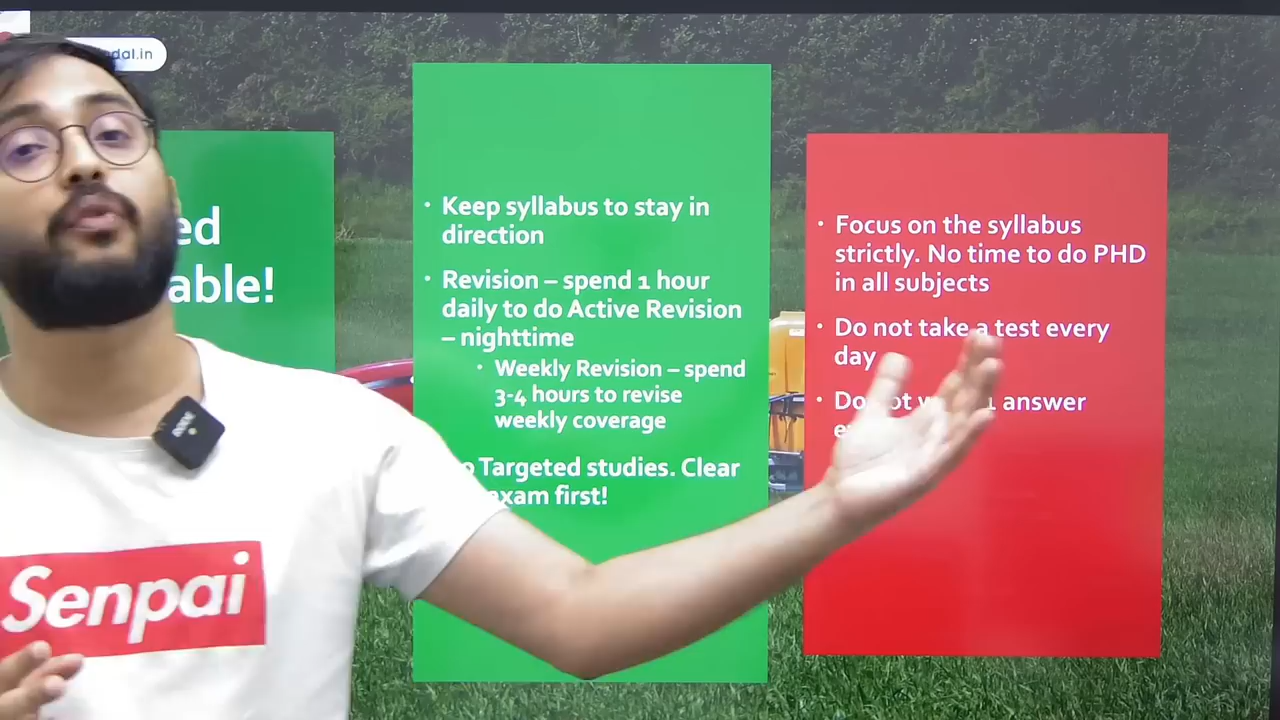 dal.in
ed
able!
Keep syllabus to stay in
direction
Revision – spend 1 hour
daily to do Active Revision
– nighttime
Weekly Revision – spend
3-4 hours to revise
weekly coverage
Targeted studies. Clear
exam first!
Focus on the syllabus
strictly. No time to do PHD
in all subjects
Do not take a test every
day
answer
Senpai